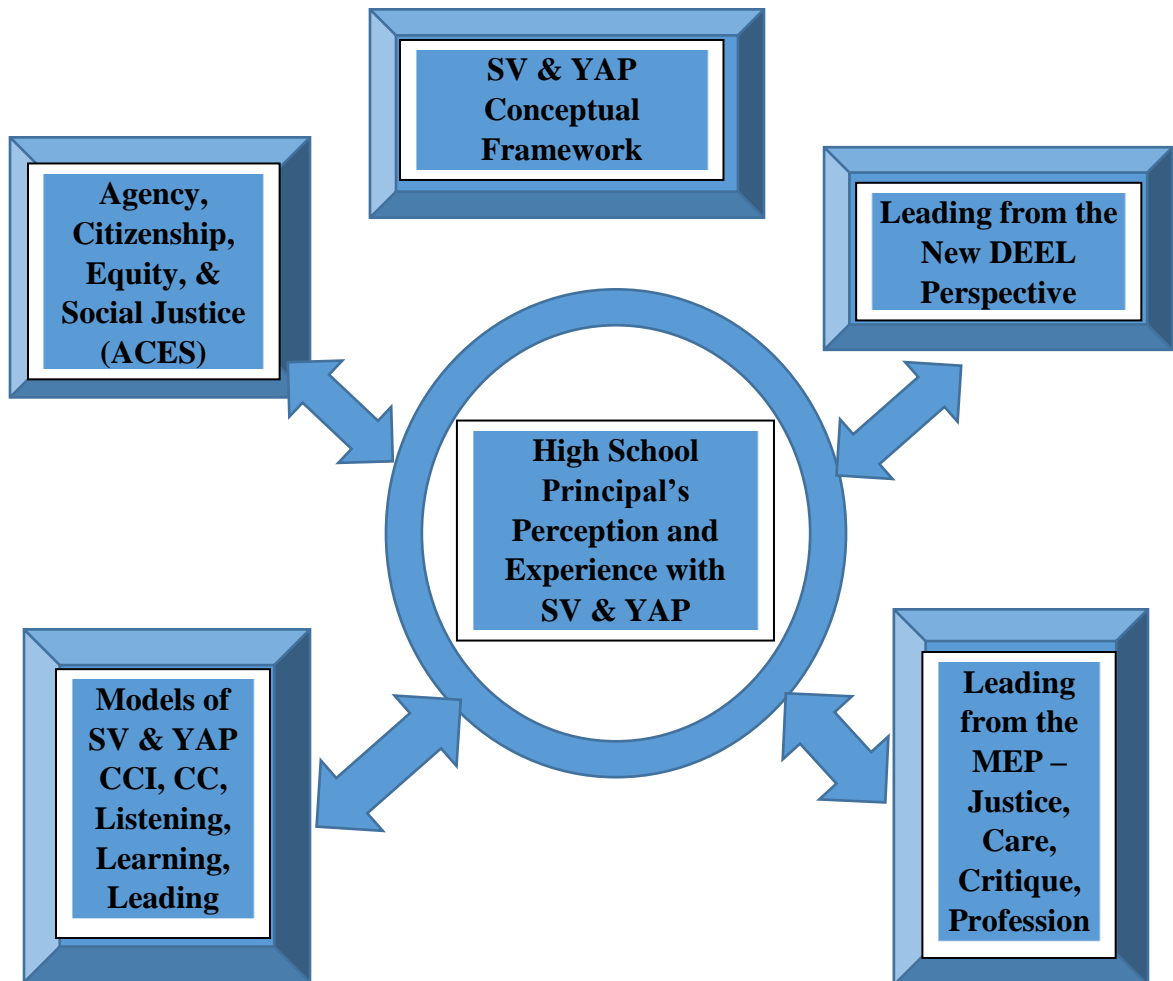 SV & YAP
Conceptual
Framework
Agency,
Citizenship,
Equity, &
Social Justice
(ACES)
Leading from the
New DEEL
Perspective
High School
Principal’s
Perception and
Experience with
SV & YAP
Models of
SV & YAP
CCI, CC,
Listening,
Learning,
Leading
Leading
from the
MEP –
Justice,
Care,
Critique,
Profession